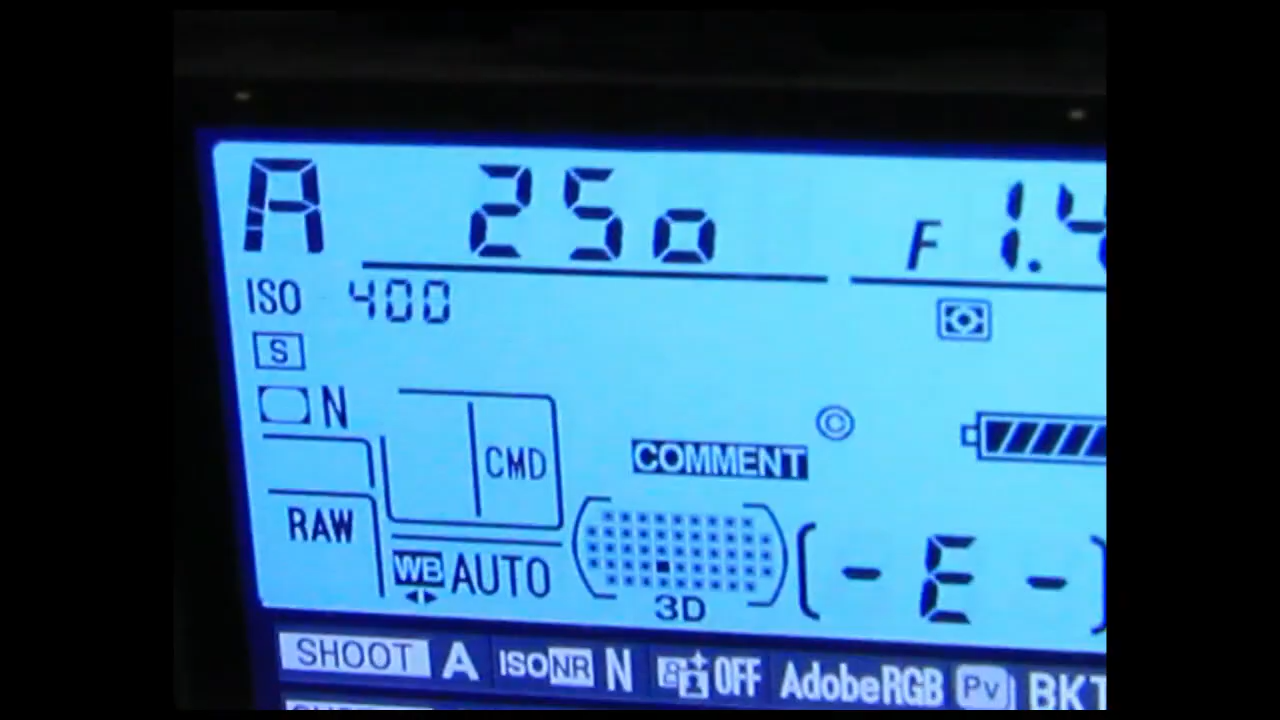 A 250 F 1.4
ISO 400
S
N
©
CMD
COMMENT
RAW
(-E-)
WB AUTO
3D
SHOOT A ISO NR N OFF AdobeRGB Pv BKT